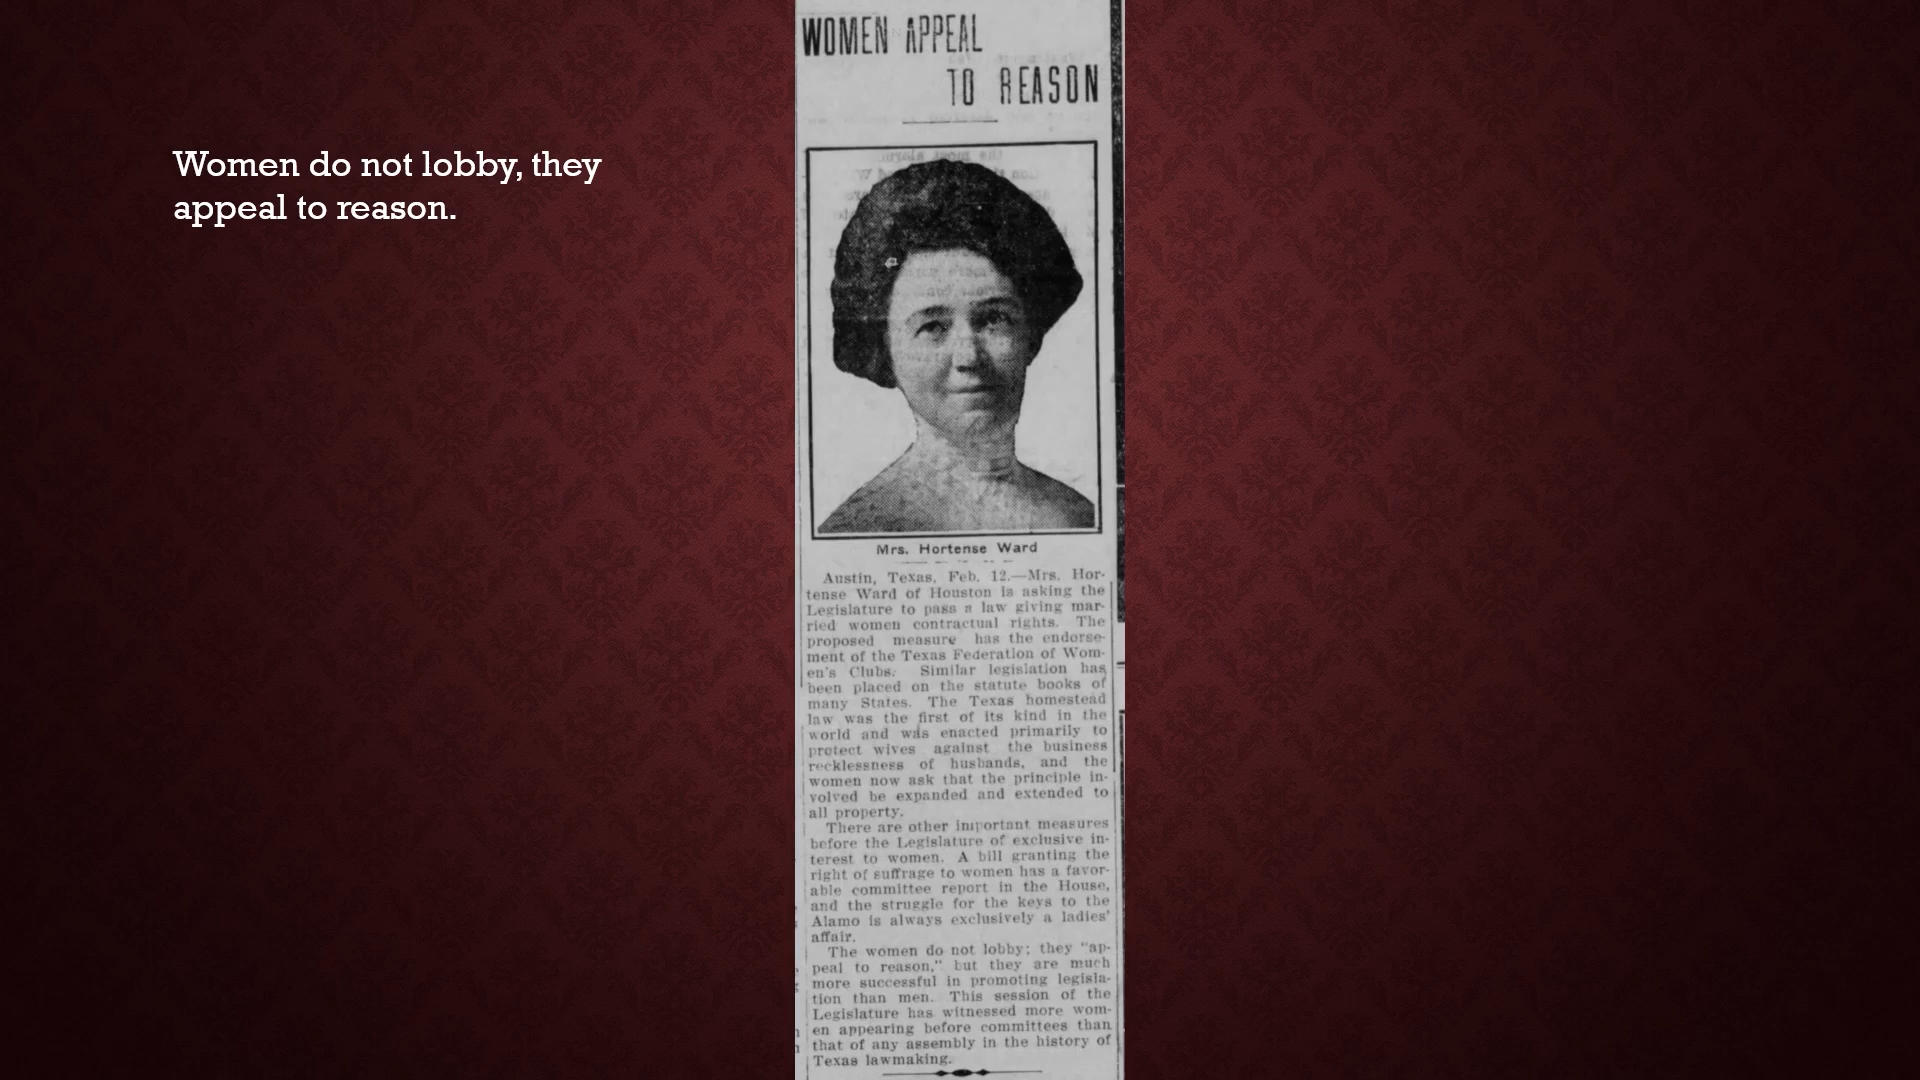 Women do not lobby, they
appeal to reason.
WOMEN APPEAL
TO REASON
Mrs. Hortense Ward
Austin, Texas, Feb. 12.—Mrs. Hor-
tense Ward of Houston is asking the
Legislature to pass a law giving mar-
ried women contractual rights. The
proposed measure has the endorse-
ment of the Texas Federation of Wom-
en's Clubs. Similar legislation has
been placed on the statute books of
many States. The Texas homestead
law was the first of its kind in the
world and was enacted primarily to
protect wives against the business
recklessness of husbands, and the
women now ask that the principle in-
volved be expanded and extended to
all property.
There are other important measures
before the Legislature of exclusive in-
terest to women. A bill granting the
right of suffrage to women has a favor-
able committee report in the House,
and the struggle for the keys to the
Alamo is always exclusively a ladies'
affair.
The women do not lobby; they "ap-
peal to reason," but they are much
more successful in promoting legisla-
tion than men. This session of the
Legislature has witnessed more wom-
en appearing before committees than
that of any assembly in the history of
Texas lawmaking.